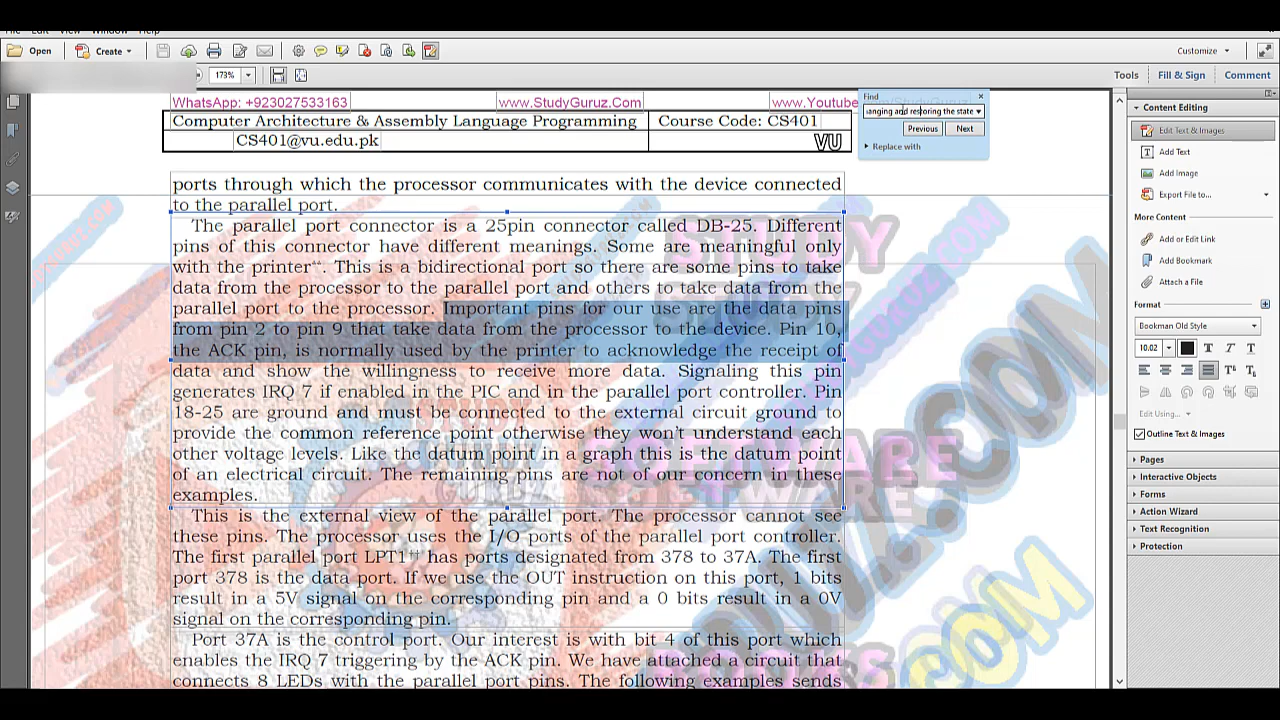 File Edit View Window Help
Open Create Customize
173% Tools Fill & Sign Comment
WhatsApp: +923027533163 www.StudyGuruz.Com www.Youtube
Computer Architecture & Assembly Language Programming Course Code: CS401
CS401@vu.edu.pk VU
ports through which the processor communicates with the device connected
to the parallel port.
The parallel port connector is a 25pin connector called DB-25. Different
pins of this connector have different meanings. Some are meaningful only
with the printer**. This is a bidirectional port so there are some pins to take
data from the processor to the parallel port and others to take data from the
parallel port to the processor. Important pins for our use are the data pins
from pin 2 to pin 9 that take data from the processor to the device. Pin 10,
the ACK pin, is normally used by the printer to acknowledge the receipt of
data and show the willingness to receive more data. Signaling this pin
generates IRQ 7 if enabled in the PIC and in the parallel port controller. Pin
18-25 are ground and must be connected to the external circuit ground to
provide the common reference point otherwise they won't understand each
other voltage levels. Like the datum point in a graph this is the datum point
of an electrical circuit. The remaining pins are not of our concern in these
examples.
This is the external view of the parallel port. The processor cannot see
these pins. The processor uses the I/O ports of the parallel port controller.
The first parallel port LPT1 has ports designated from 378 to 37A. The first
port 378 is the data port. If we use the OUT instruction on this port, 1 bits
result in a 5V signal on the corresponding pin and a 0 bits result in a 0V
signal on the corresponding pin.
Port 37A is the control port. Our interest is with bit 4 of this port which
enables the IRQ 7 triggering by the ACK pin. We have attached a circuit that
connects 8 LEDs with the parallel port pins. The following examples sends
Find
anging and restoring the state
Previous Next
Replace with
Content Editing
Edit Text & Images
Add Text
Add Image
Export File to...
More Content
Add or Edit Link
Add Bookmark
Attach a File
Format
Bookman Old Style
10.02 T T T
Edit Using...
Outline Text & Images
Pages
Interactive Objects
Forms
Action Wizard
Text Recognition
Protection
STUDY
SOFTWARE